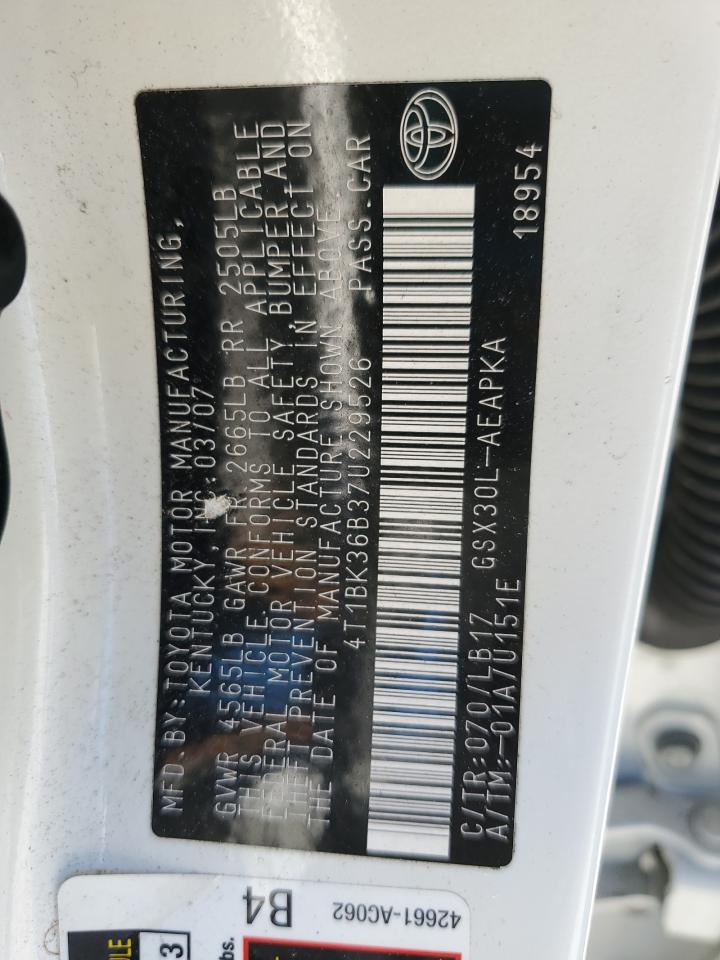 MFD. BY:TOYOTA MOTOR MANUFACTURING,
KENTUCKY, INC. 03/07
GVWR 4565LB GAWR FR 2665LB RR 2505LB
THIS VEHICLE CONFORMS TO ALL APPLICABLE
FEDERAL MOTOR VEHICLE SAFETY, BUMPER AND
THEFT PREVENTION STANDARDS IN EFFECT ON
THE DATE OF MANUFACTURE SHOWN ABOVE
4T1BK36B37U229526 PASS.CAR
C/TR:070/LB17 GSX30L-AEAPKA
A/TM:-01A/U151E 18954
B4
42661-AC062
3
lbs.